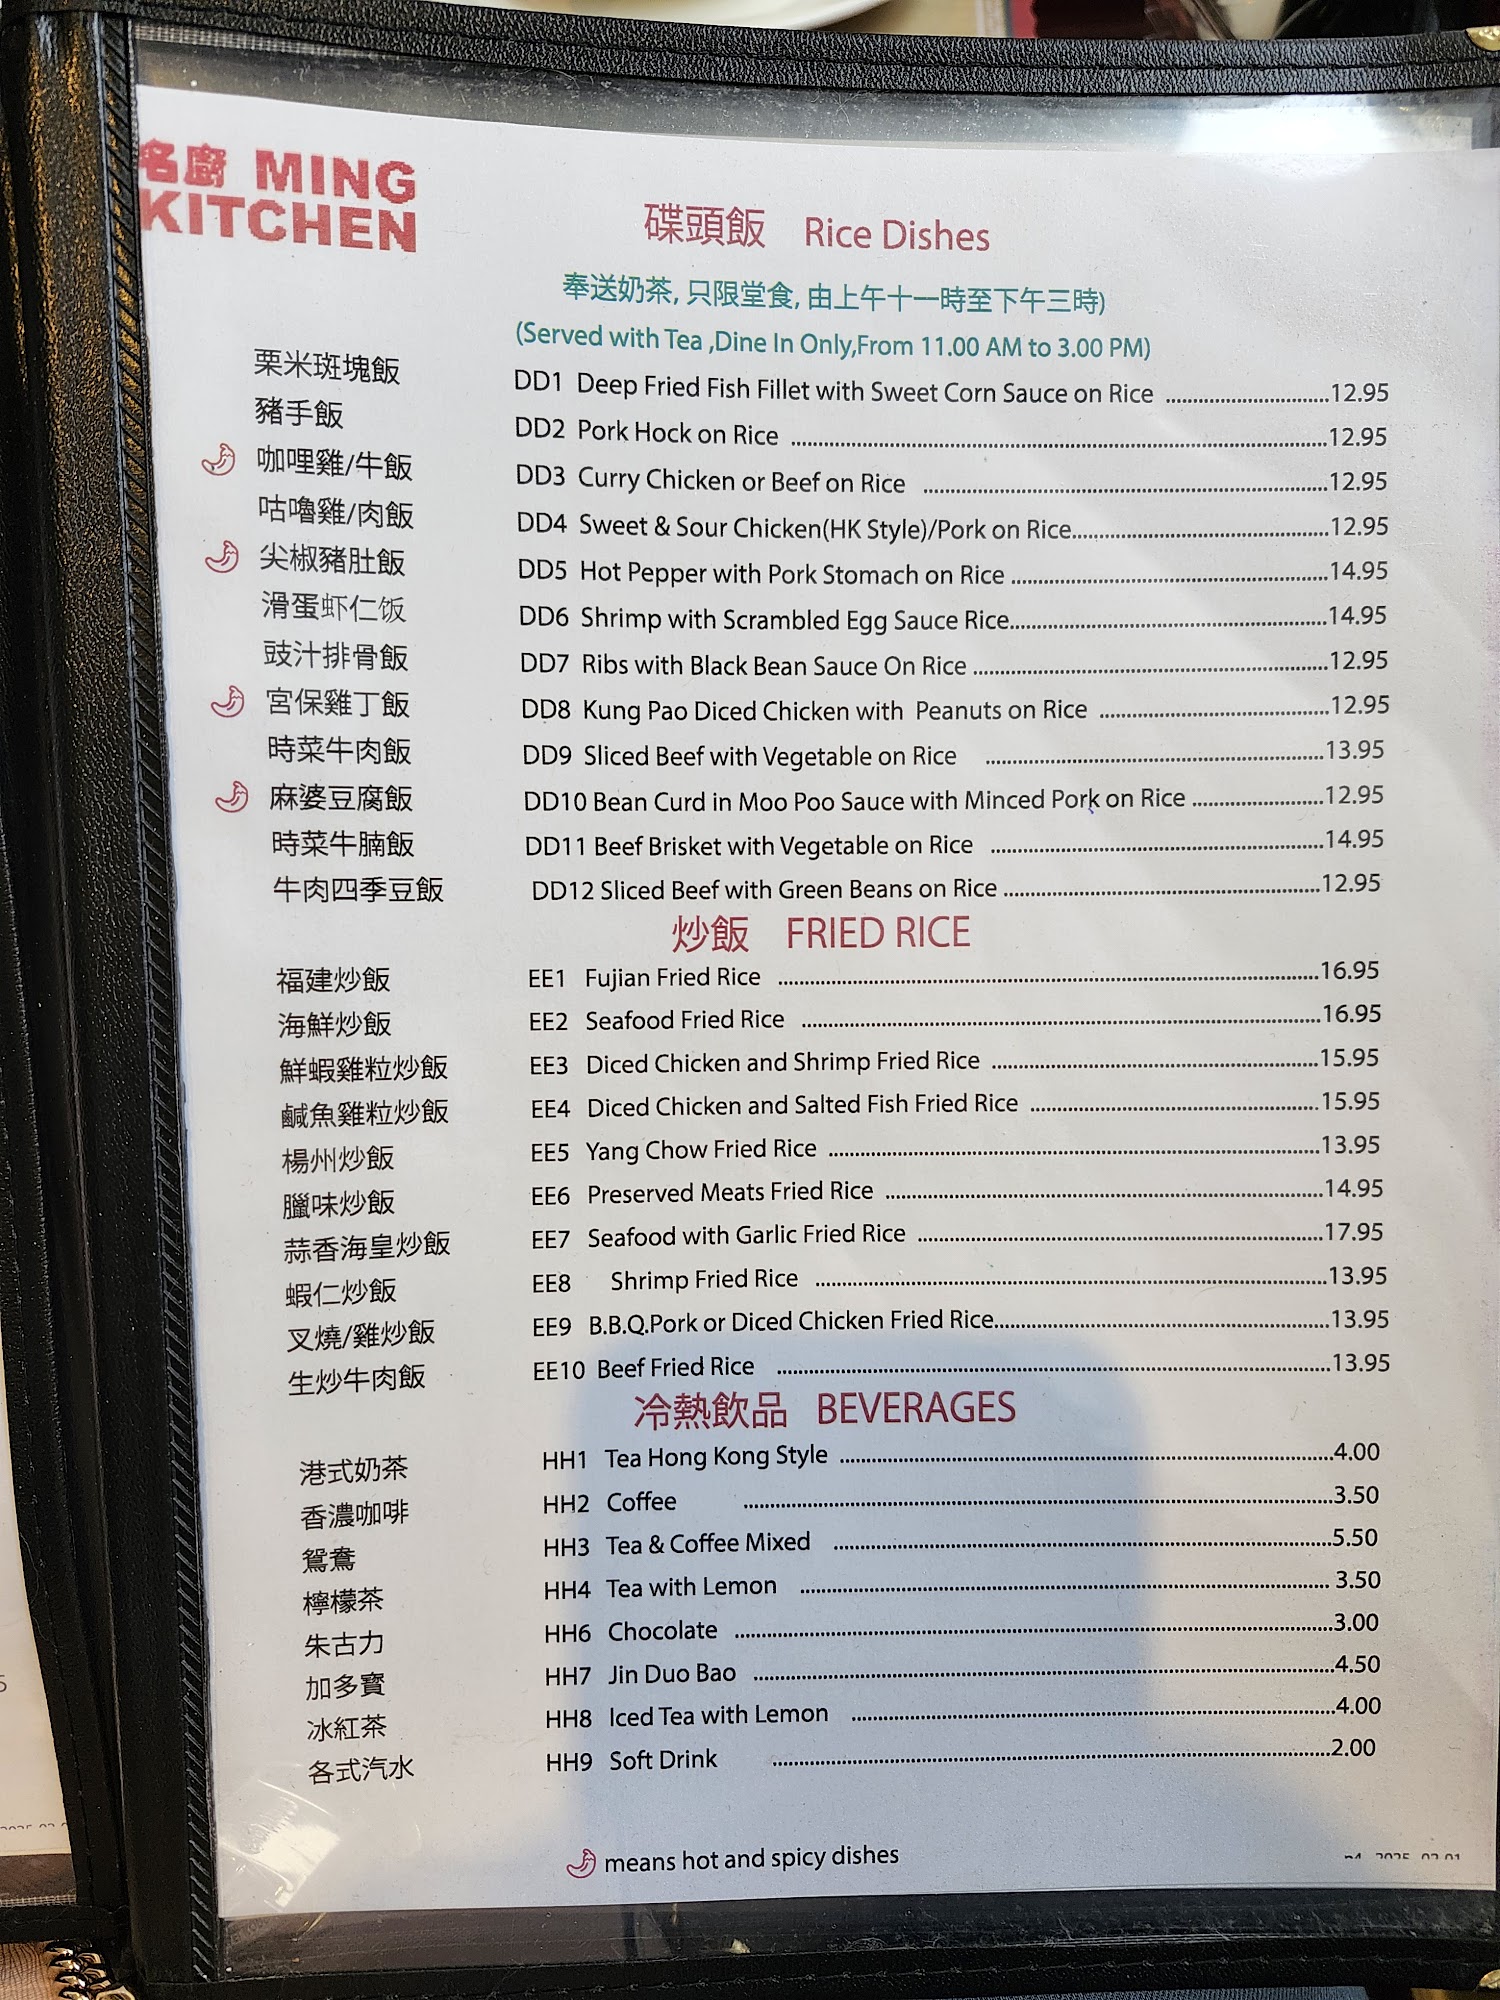 名廚 MING
KITCHEN
碟頭飯 Rice Dishes
奉送奶茶, 只限堂食, 由上午十一時至下午三時)
(Served with Tea ,Dine In Only,From 11.00 AM to 3.00 PM)
栗米斑塊飯 DD1 Deep Fried Fish Fillet with Sweet Corn Sauce on Rice ..............................12.95
豬手飯 DD2 Pork Hock on Rice ..............................12.95
咖哩雞/牛飯 DD3 Curry Chicken or Beef on Rice ..............................12.95
咕嚕雞/肉飯 DD4 Sweet & Sour Chicken(HK Style)/Pork on Rice..............................12.95
尖椒豬肚飯 DD5 Hot Pepper with Pork Stomach on Rice ..............................14.95
滑蛋虾仁饭 DD6 Shrimp with Scrambled Egg Sauce Rice..............................14.95
豉汁排骨飯 DD7 Ribs with Black Bean Sauce On Rice ..............................12.95
宮保雞丁飯 DD8 Kung Pao Diced Chicken with Peanuts on Rice ..............................12.95
時菜牛肉飯 DD9 Sliced Beef with Vegetable on Rice ..............................13.95
麻婆豆腐飯 DD10 Bean Curd in Moo Poo Sauce with Minced Pork on Rice ..............................12.95
時菜牛腩飯 DD11 Beef Brisket with Vegetable on Rice ..............................14.95
牛肉四季豆飯 DD12 Sliced Beef with Green Beans on Rice ..............................12.95
炒飯 FRIED RICE
福建炒飯 EE1 Fujian Fried Rice ..............................16.95
海鮮炒飯 EE2 Seafood Fried Rice ..............................16.95
鮮蝦雞粒炒飯 EE3 Diced Chicken and Shrimp Fried Rice ..............................15.95
鹹魚雞粒炒飯 EE4 Diced Chicken and Salted Fish Fried Rice ..............................15.95
楊州炒飯 EE5 Yang Chow Fried Rice ..............................13.95
臘味炒飯 EE6 Preserved Meats Fried Rice ..............................14.95
蒜香海皇炒飯 EE7 Seafood with Garlic Fried Rice ..............................17.95
蝦仁炒飯 EE8 Shrimp Fried Rice ..............................13.95
叉燒/雞炒飯 EE9 B.B.Q.Pork or Diced Chicken Fried Rice..............................13.95
生炒牛肉飯 EE10 Beef Fried Rice ..............................13.95
冷熱飲品 BEVERAGES
港式奶茶 HH1 Tea Hong Kong Style ..............................4.00
香濃咖啡 HH2 Coffee ..............................3.50
鴛鴦 HH3 Tea & Coffee Mixed ..............................5.50
檸檬茶 HH4 Tea with Lemon .............................. 3.50
朱古力 HH6 Chocolate ..............................3.00
加多寶 HH7 Jin Duo Bao ..............................4.50
冰紅茶 HH8 Iced Tea with Lemon ..............................4.00
各式汽水 HH9 Soft Drink ..............................2.00
means hot and spicy dishes